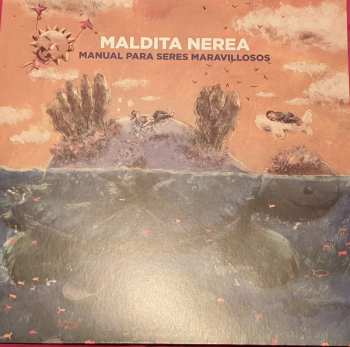 MALDITA NEREA
MANUAL PARA SERES MARAVILLOSOS